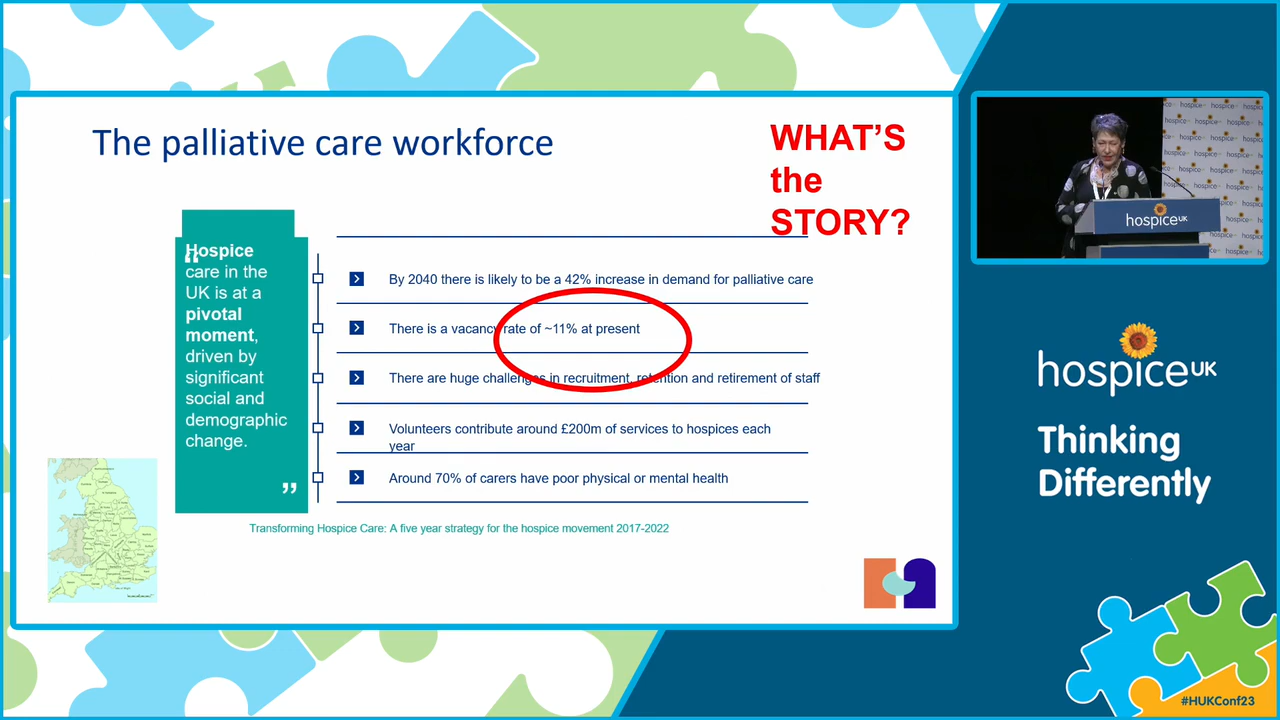 The palliative care workforce
WHAT'S
the
STORY?
“
Hospice
care in the
UK is at a
pivotal
moment,
driven by
significant
social and
demographic
change.
”
By 2040 there is likely to be a 42% increase in demand for palliative care
There is a vacancy rate of ~11% at present
There are huge challenges in recruitment, retention and retirement of staff
Volunteers contribute around £200m of services to hospices each
year
Around 70% of carers have poor physical or mental health
Transforming Hospice Care: A five year strategy for the hospice movement 2017-2022
hospice UK
hospice UK
Thinking
Differently
#HUKConf23